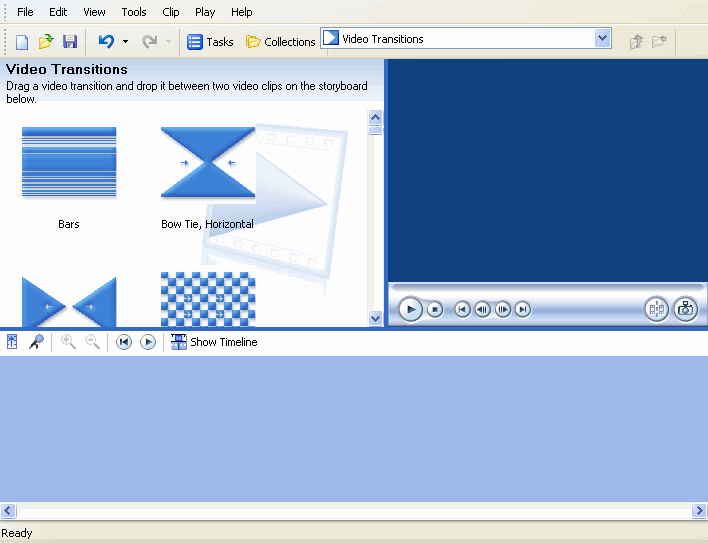 File Edit View Tools Clip Play Help
Tasks Collections Video Transitions
Video Transitions
Drag a video transition and drop it between two video clips on the storyboard
below.
Bars Bow Tie, Horizontal
Show Timeline
Ready